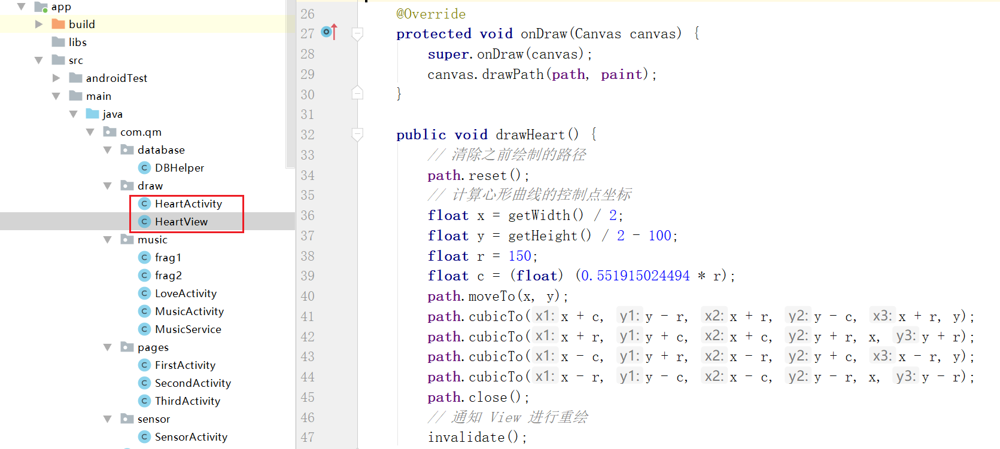 app
build
libs
src
androidTest
main
java
com.qm
database
DBHelper
draw
HeartActivity
HeartView
music
frag1
frag2
LoveActivity
MusicActivity
MusicService
pages
FirstActivity
SecondActivity
ThirdActivity
sensor
SensorActivity
26 @Override
27 protected void onDraw(Canvas canvas) {
28 super.onDraw(canvas);
29 canvas.drawPath(path, paint);
30 }
31
32 public void drawHeart() {
33 // 清除之前绘制的路径
34 path.reset();
35 // 计算心形曲线的控制点坐标
36 float x = getWidth() / 2;
37 float y = getHeight() / 2 - 100;
38 float r = 150;
39 float c = (float) (0.551915024494 * r);
40 path.moveTo(x, y);
41 path.cubicTo( x1: x + c, y1: y - r, x2: x + r, y2: y - c, x3: x + r, y);
42 path.cubicTo( x1: x + r, y1: y + c, x2: x + c, y2: y + r, x, y3: y + r);
43 path.cubicTo( x1: x - c, y1: y + r, x2: x - r, y2: y + c, x3: x - r, y);
44 path.cubicTo( x1: x - r, y1: y - c, x2: x - c, y2: y - r, x, y3: y - r);
45 path.close();
46 // 通知 View 进行重绘
47 invalidate();